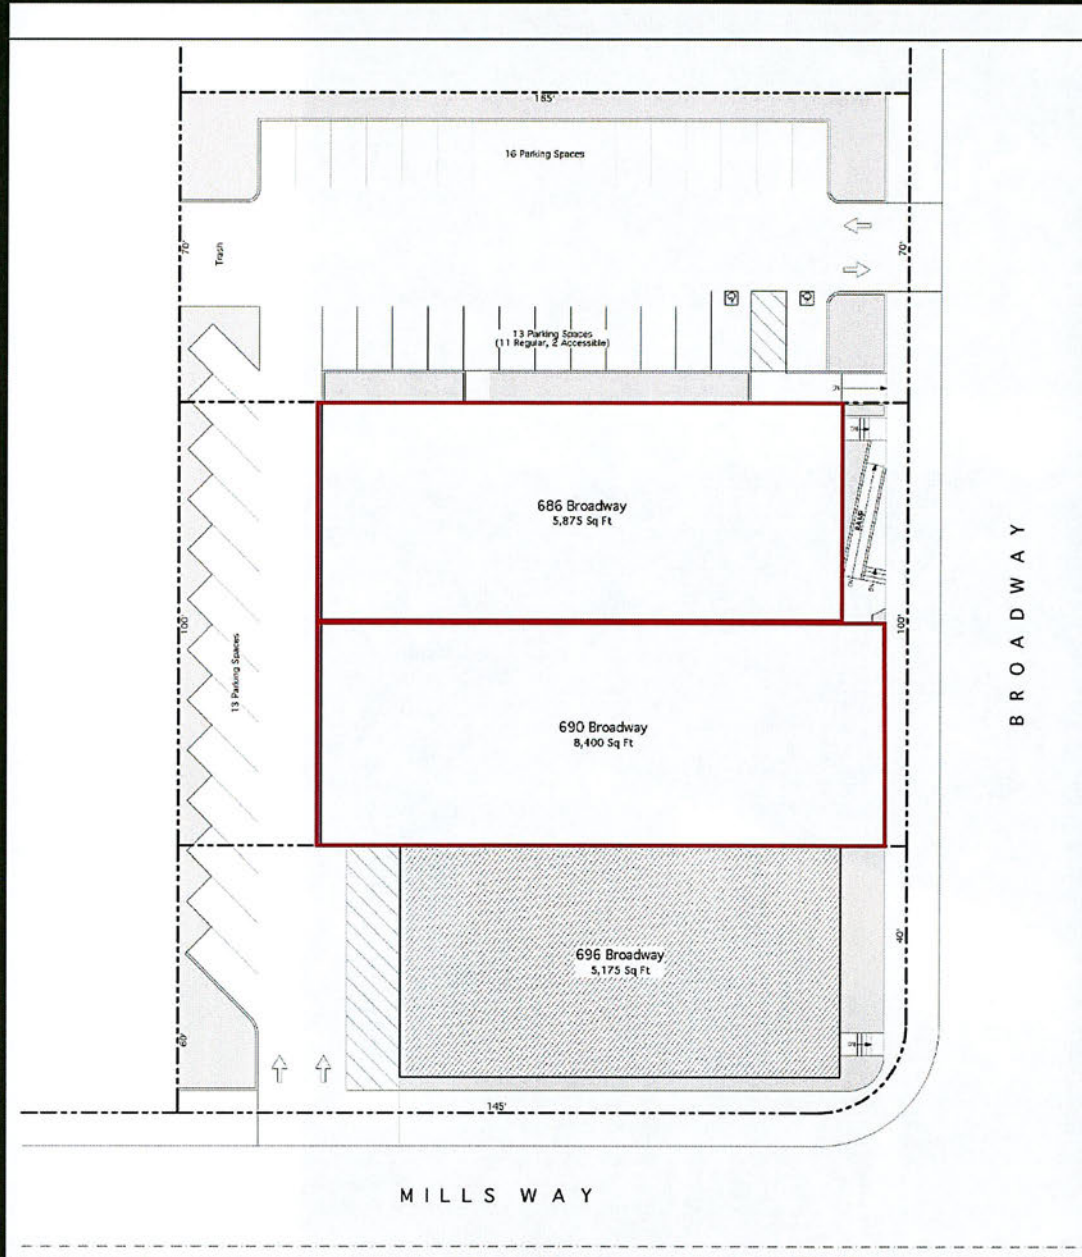 165'
16 Parking Spaces
70'
Trash
70'
13 Parking Spaces
(11 Regular, 2 Accessible)
686 Broadway
5,875 Sq Ft
RAMP
BROADWAY
100'
100'
13 Parking Spaces
690 Broadway
8,400 Sq Ft
696 Broadway
5,175 Sq Ft
40'
60'
145'
MILLS WAY